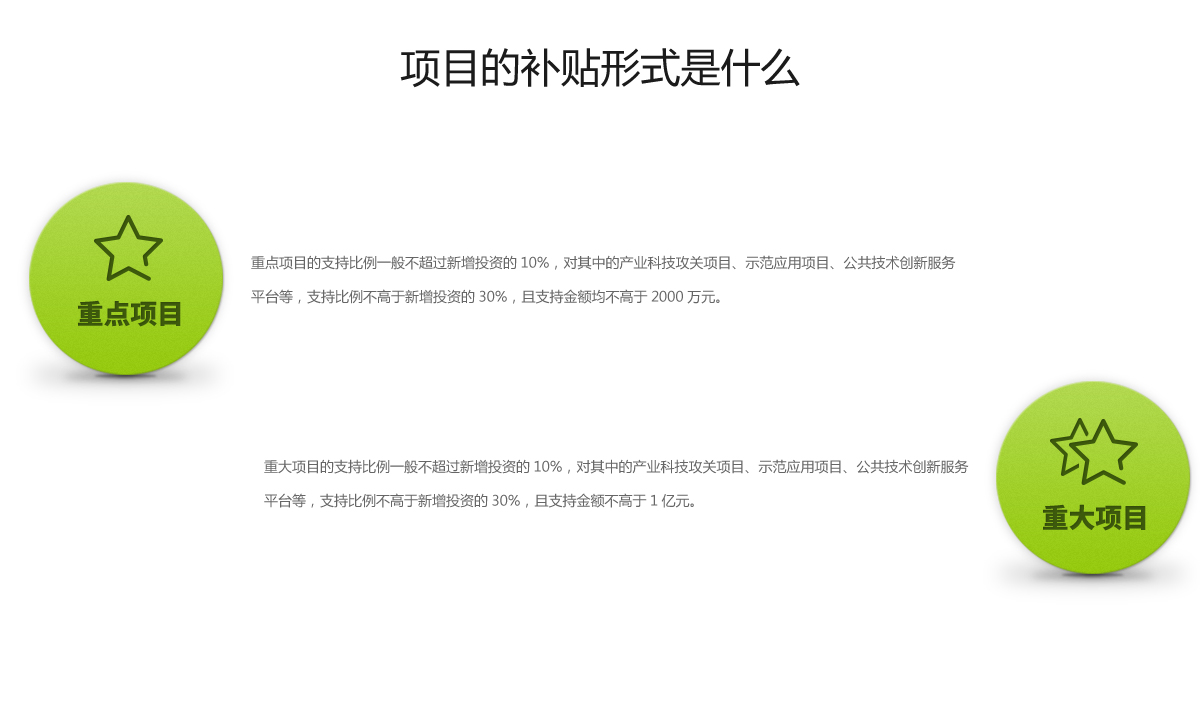 项目的补贴形式是什么
重点项目
重点项目的支持比例一般不超过新增投资的 10%，对其中的产业科技攻关项目、示范应用项目、公共技术创新服务
平台等，支持比例不高于新增投资的 30%，且支持金额均不高于 2000 万元。
重大项目的支持比例一般不超过新增投资的 10%，对其中的产业科技攻关项目、示范应用项目、公共技术创新服务
平台等，支持比例不高于新增投资的 30%，且支持金额不高于 1 亿元。
重大项目